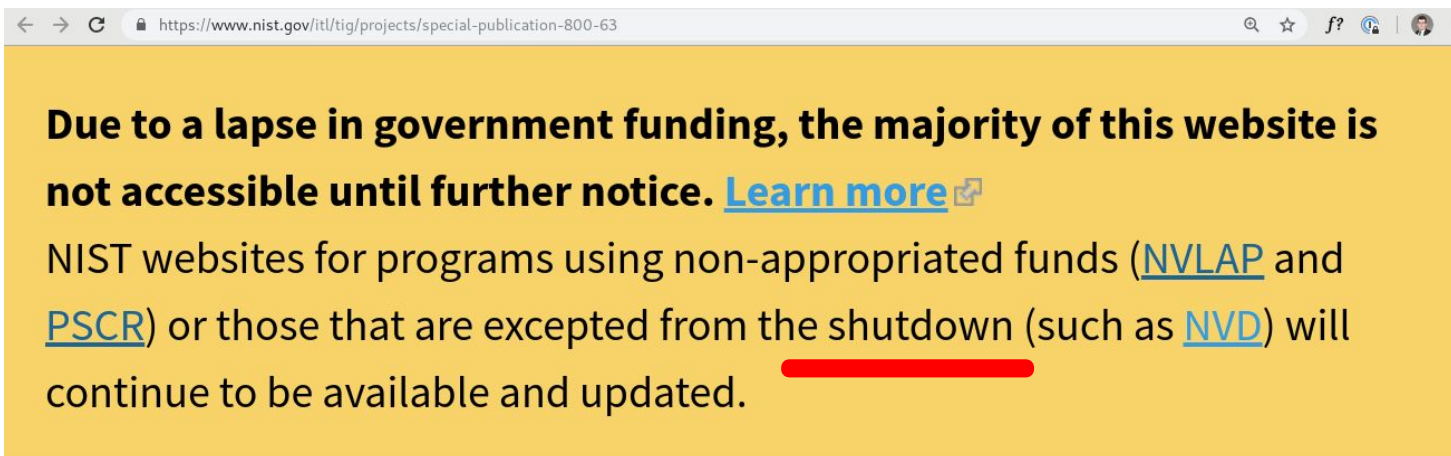 https://www.nist.gov/itl/tig/projects/special-publication-800-63
f?
Due to a lapse in government funding, the majority of this website is
not accessible until further notice. Learn more
NIST websites for programs using non-appropriated funds (NVLAP and
PSCR) or those that are excepted from the shutdown (such as NVD) will
continue to be available and updated.